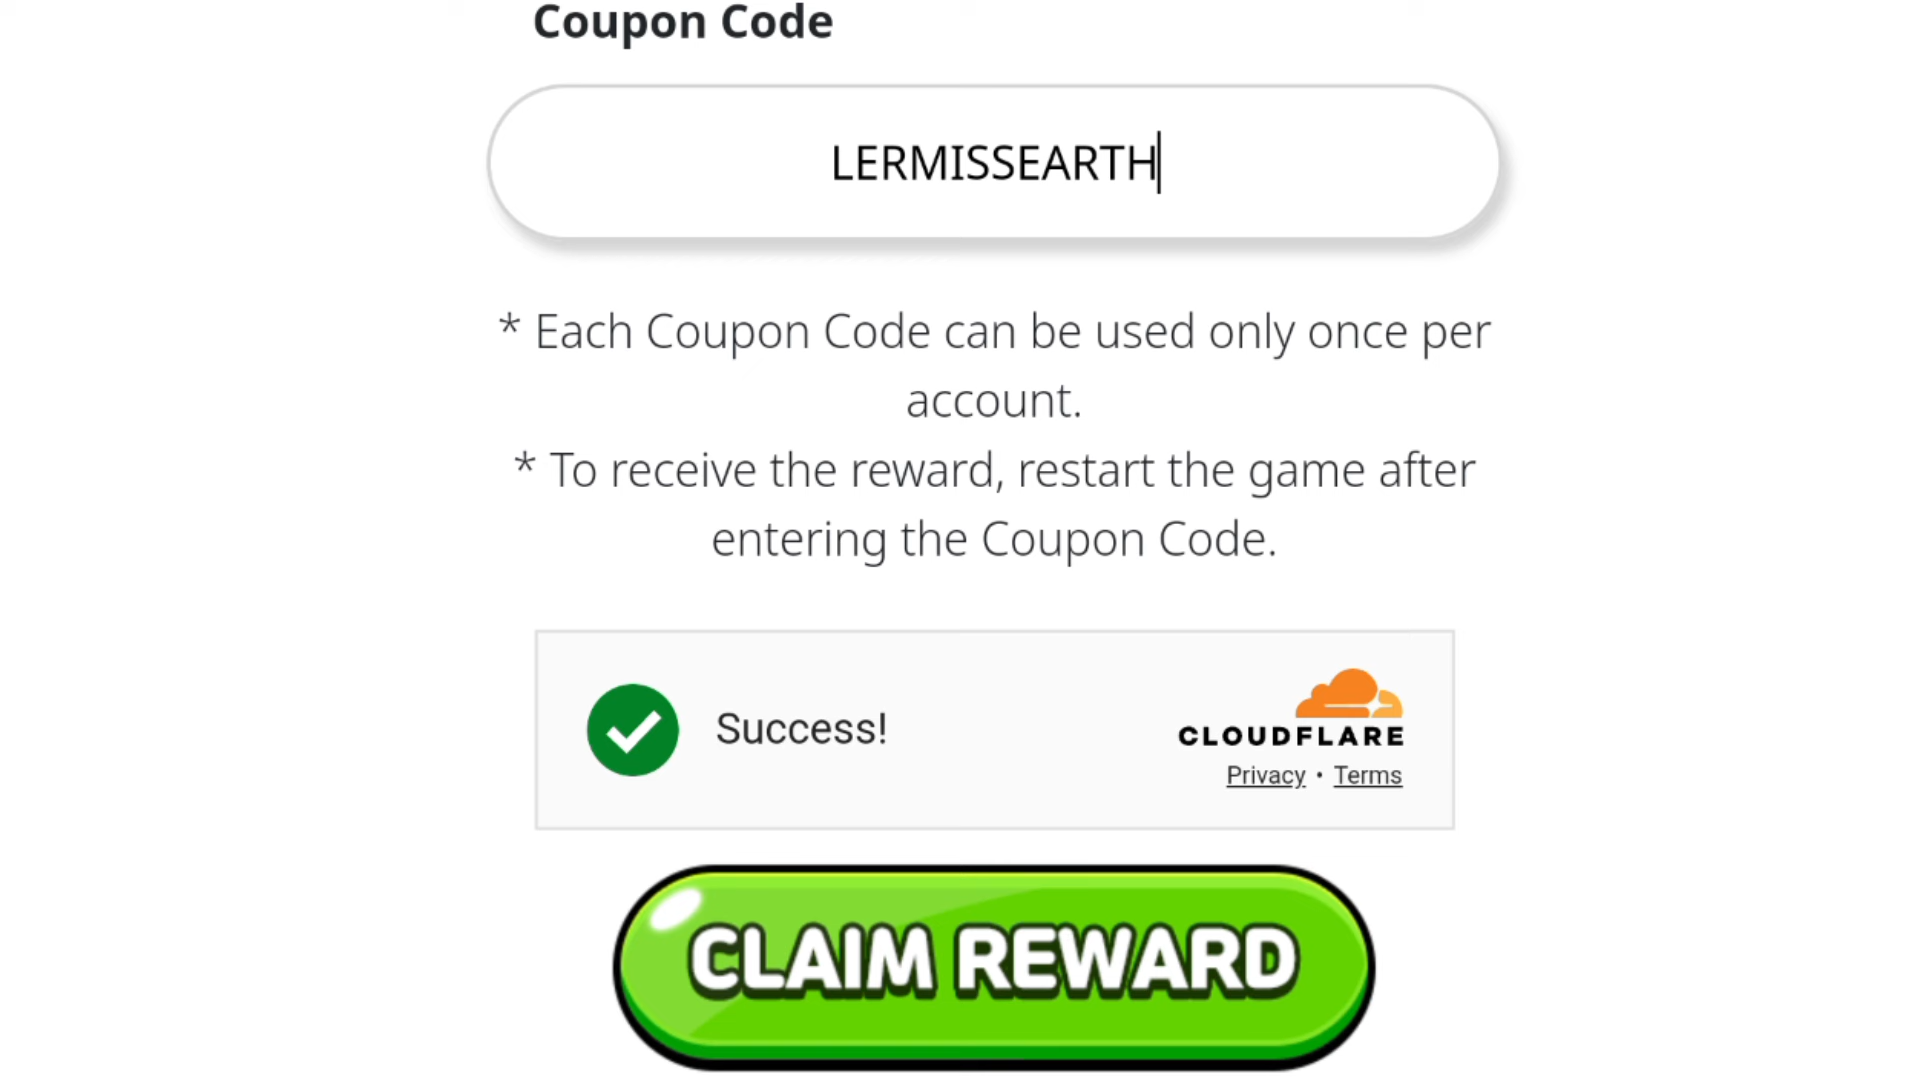 Coupon Code
LERMISSEARTH
* Each Coupon Code can be used only once per
account.
* To receive the reward, restart the game after
entering the Coupon Code.
Success!
CLOUDFLARE
Privacy • Terms
CLAIM REWARD